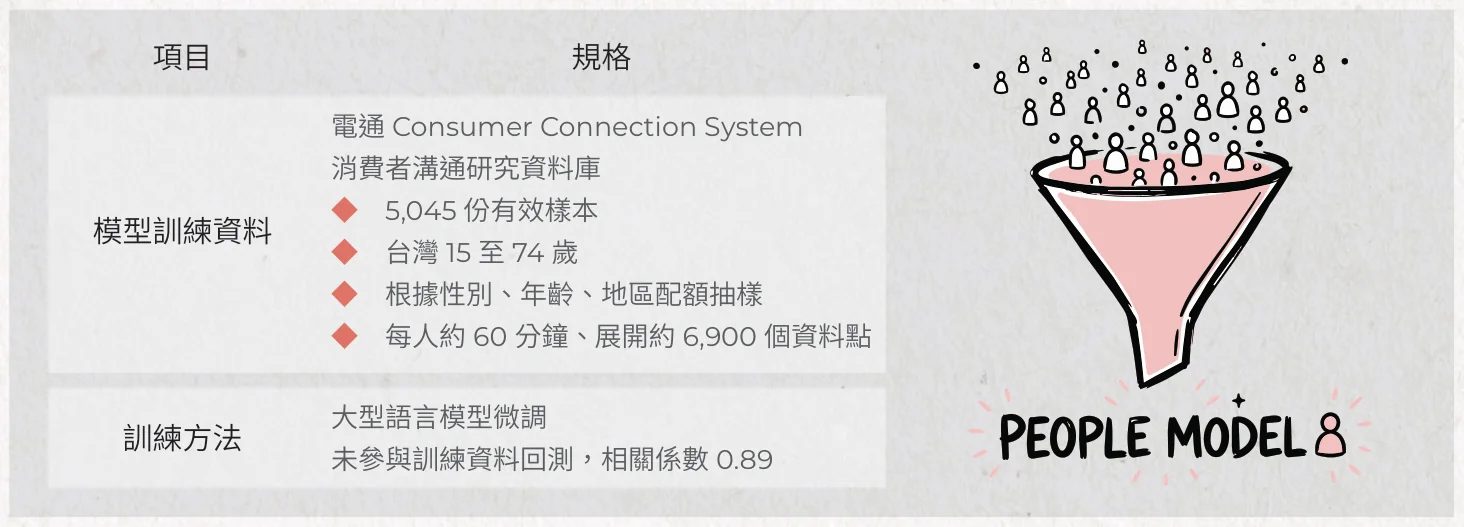 項目
規格
模型訓練資料
電通 Consumer Connection System
消費者溝通研究資料庫
5,045 份有效樣本
台灣 15 至 74 歲
根據性別、年齡、地區配額抽樣
每人約 60 分鐘、展開約 6,900 個資料點
訓練方法
大型語言模型微調
未參與訓練資料回測，相關係數 0.89
PEOPLE MODEL